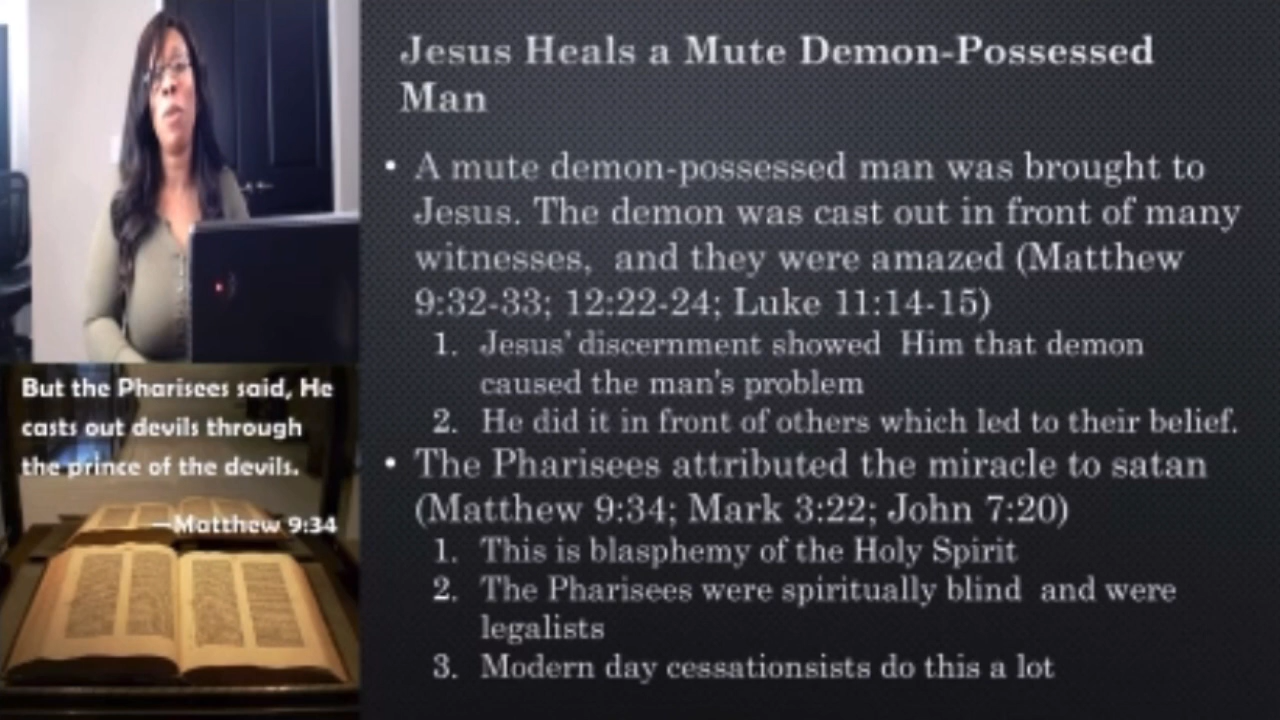 Jesus Heals a Mute Demon-Possessed
Man
• A mute demon-possessed man was brought to
Jesus. The demon was cast out in front of many
witnesses, and they were amazed (Matthew
9:32-33; 12:22-24; Luke 11:14-15)
1. Jesus' discernment showed Him that demon
caused the man's problem
2. He did it in front of others which led to their belief.
• The Pharisees attributed the miracle to satan
(Matthew 9:34; Mark 3:22; John 7:20)
1. This is blasphemy of the Holy Spirit
2. The Pharisees were spiritually blind and were
legalists
3. Modern day cessationsists do this a lot
But the Pharisees said, He
casts out devils through
the prince of the devils.
—Matthew 9:34